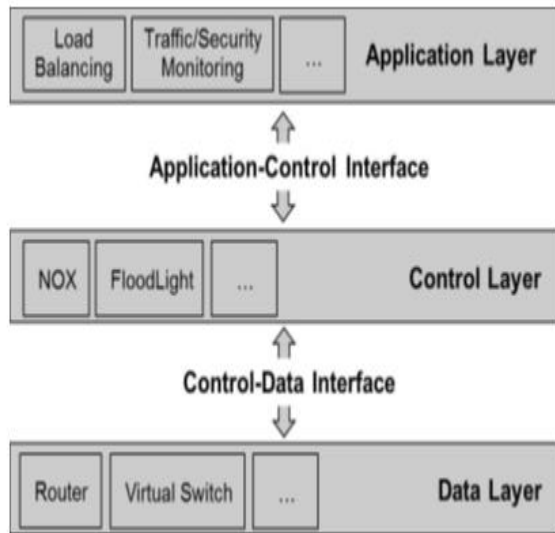 Load
Balancing
Traffic/Security
Monitoring
...
Application Layer
Application-Control Interface
NOX
FloodLight
...
Control Layer
Control-Data Interface
Router
Virtual Switch
...
Data Layer